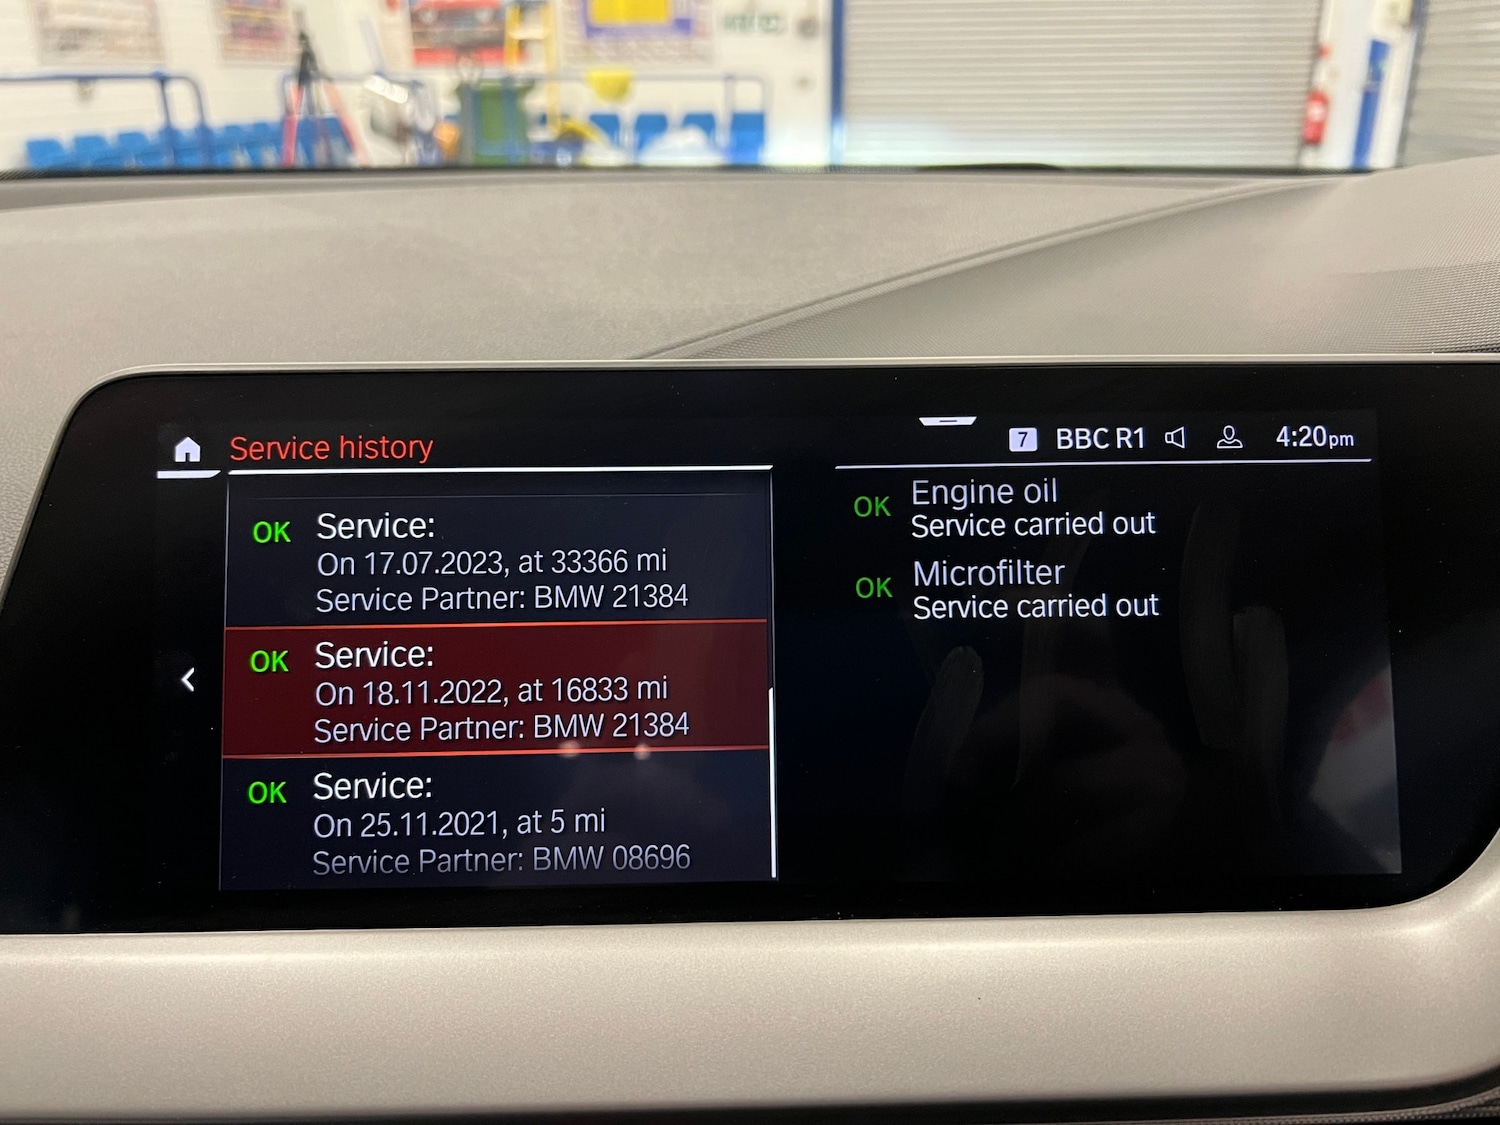 Service history
7 BBC R1 4:20pm
OK Service:
On 17.07.2023, at 33366 mi
Service Partner: BMW 21384
OK Service:
On 18.11.2022, at 16833 mi
Service Partner: BMW 21384
OK Service:
On 25.11.2021, at 5 mi
Service Partner: BMW 08696
OK Engine oil
Service carried out
OK Microfilter
Service carried out